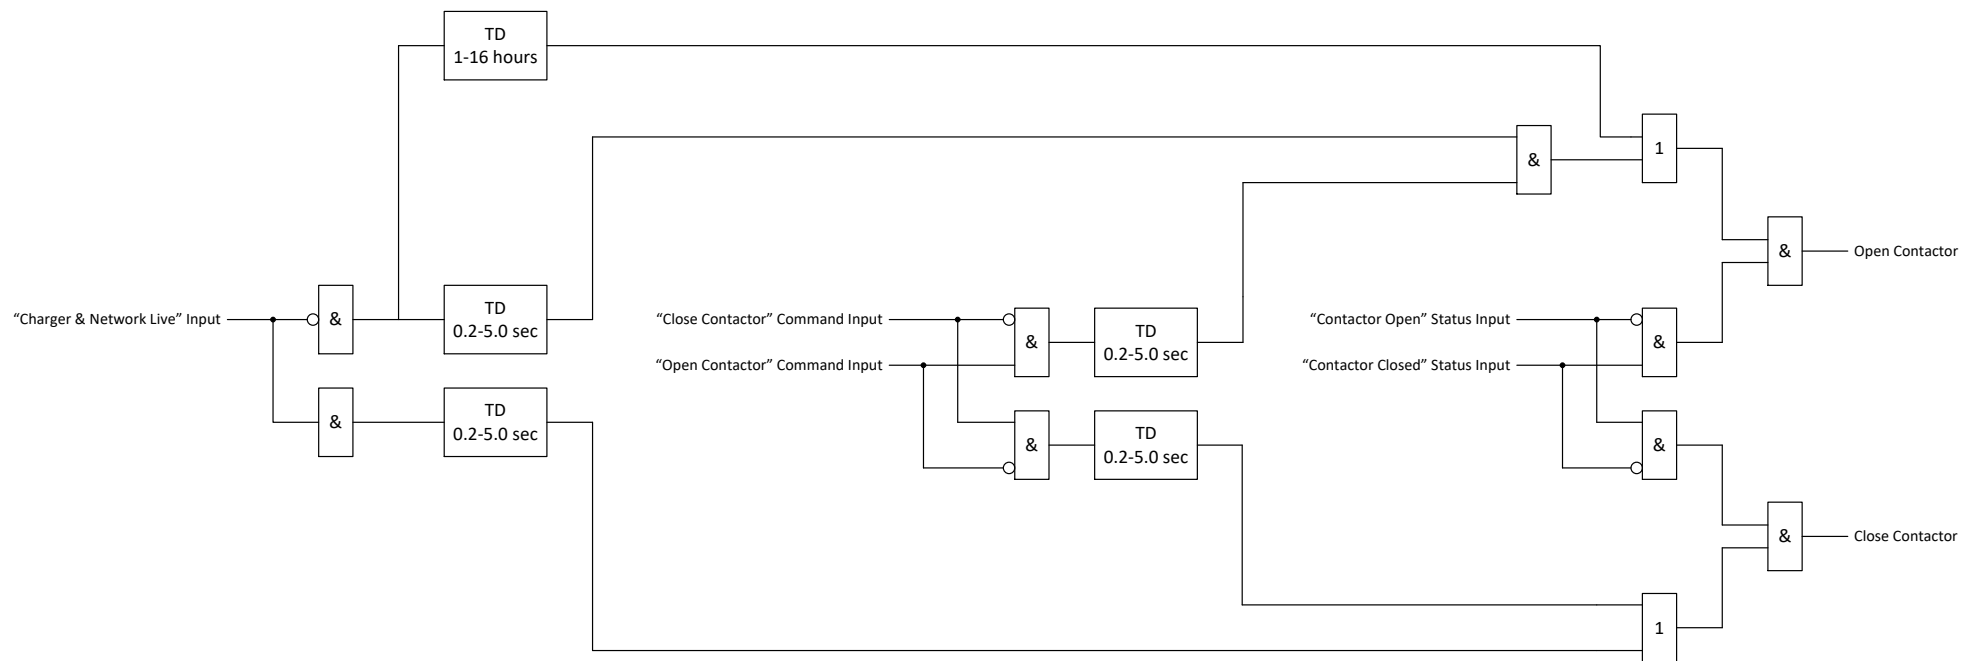 TD
1-16 hours
1
&
&
Open Contactor
“Charger & Network Live” Input
&
TD
0.2-5.0 sec
“Close Contactor” Command Input
“Open Contactor” Command Input
&
TD
0.2-5.0 sec
“Contactor Open” Status Input
“Contactor Closed” Status Input
&
&
TD
0.2-5.0 sec
&
TD
0.2-5.0 sec
&
&
Close Contactor
1